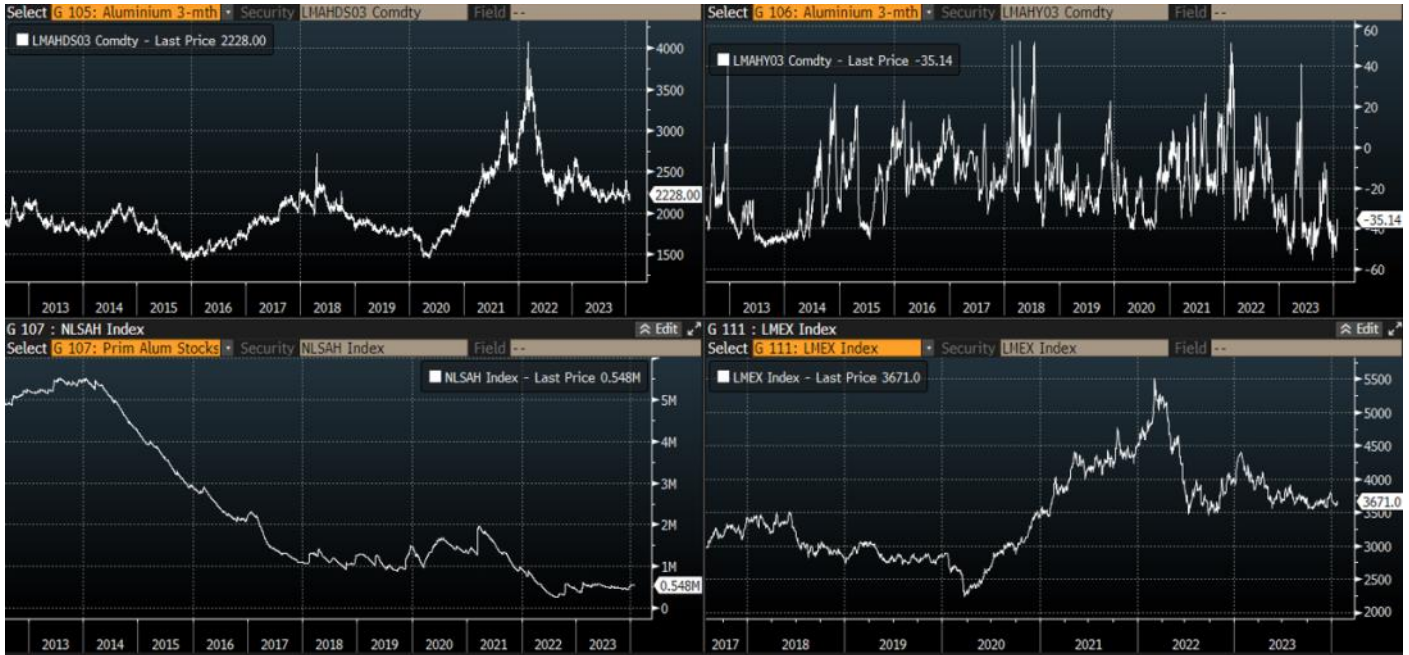 Select G 105: Aluminium 3-mth Security LMAHDS03 Comdty Field --
LMAHDS03 Comdty - Last Price 2228.00
4000
3500
3000
2500
2228.00
2000
1500
2013 2014 2015 2016 2017 2018 2019 2020 2021 2022 2023
Select G 106: Aluminium 3-mth Security LMAHY03 Comdty Field --
LMAHY03 Comdty - Last Price -35.14
60
40
20
0
-20
-35.14
-40
-60
2013 2014 2015 2016 2017 2018 2019 2020 2021 2022 2023
G 107 : NLSAH Index Edit
Select G 107: Prim Alum Stocks Security NLSAH Index Field --
NLSAH Index - Last Price 0.548M
5M
4M
3M
2M
1M
0.548M
0
2013 2014 2015 2016 2017 2018 2019 2020 2021 2022 2023
G 111 : LMEX Index Edit
Select G 111: LMEX Index Security LMEX Index Field --
LMEX Index - Last Price 3671.0
5500
5000
4500
4000
3671.0
3500
3000
2500
2000
2017 2018 2019 2020 2021 2022 2023